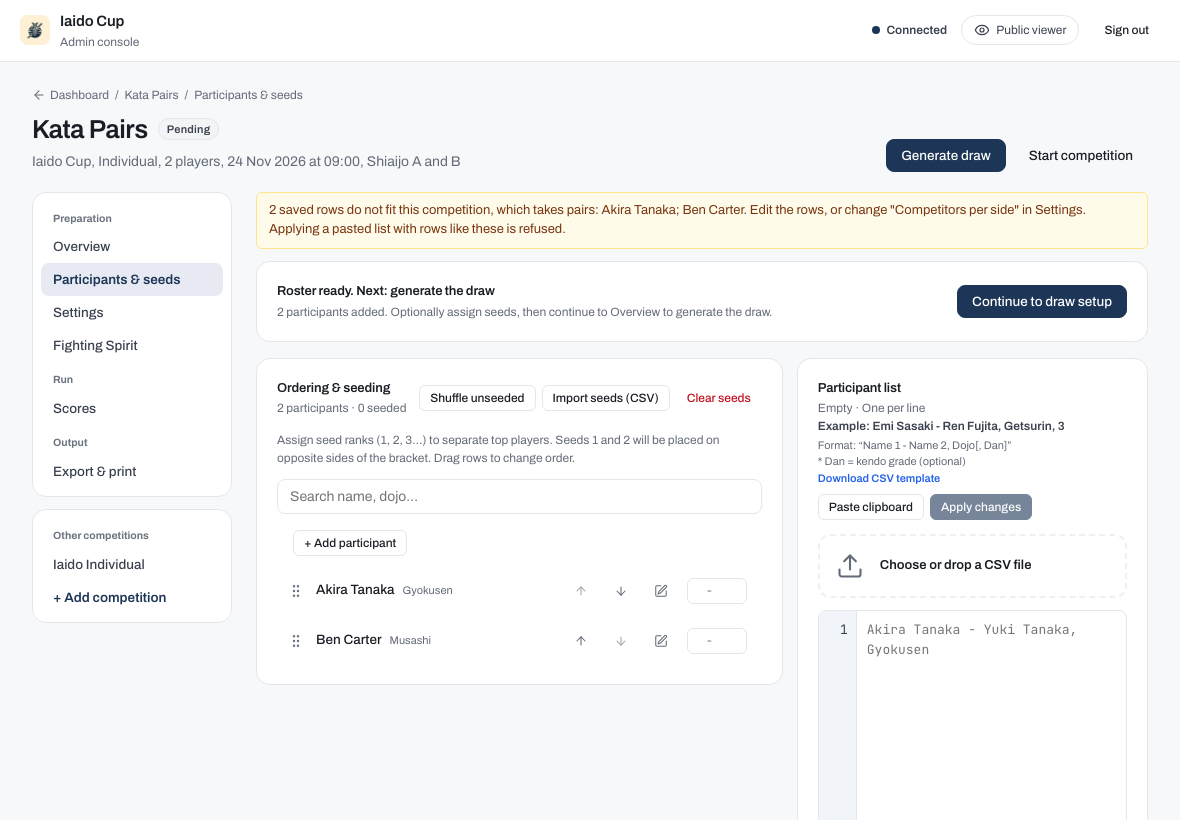 Iaido Cup
Admin console
Connected
Public viewer
Sign out
Dashboard / Kata Pairs / Participants & seeds
Kata Pairs
Pending
Iaido Cup, Individual, 2 players, 24 Nov 2026 at 09:00, Shiaijo A and B
Generate draw
Start competition
Preparation
Overview
Participants & seeds
Settings
Fighting Spirit
Run
Scores
Output
Export & print
Other competitions
Iaido Individual
+ Add competition
2 saved rows do not fit this competition, which takes pairs: Akira Tanaka; Ben Carter. Edit the rows, or change "Competitors per side" in Settings.
Applying a pasted list with rows like these is refused.
Roster ready. Next: generate the draw
2 participants added. Optionally assign seeds, then continue to Overview to generate the draw.
Continue to draw setup
Ordering & seeding
2 participants · 0 seeded
Shuffle unseeded
Import seeds (CSV)
Clear seeds
Assign seed ranks (1, 2, 3…) to separate top players. Seeds 1 and 2 will be placed on
opposite sides of the bracket. Drag rows to change order.
Search name, dojo…
+ Add participant
Akira Tanaka Gyokusen
-
Ben Carter Musashi
-
Participant list
Empty · One per line
Example: Emi Sasaki - Ren Fujita, Getsurin, 3
Format: “Name 1 - Name 2, Dojo[, Dan]”
* Dan = kendo grade (optional)
Download CSV template
Paste clipboard
Apply changes
Choose or drop a CSV file
1
Akira Tanaka - Yuki Tanaka,
Gyokusen